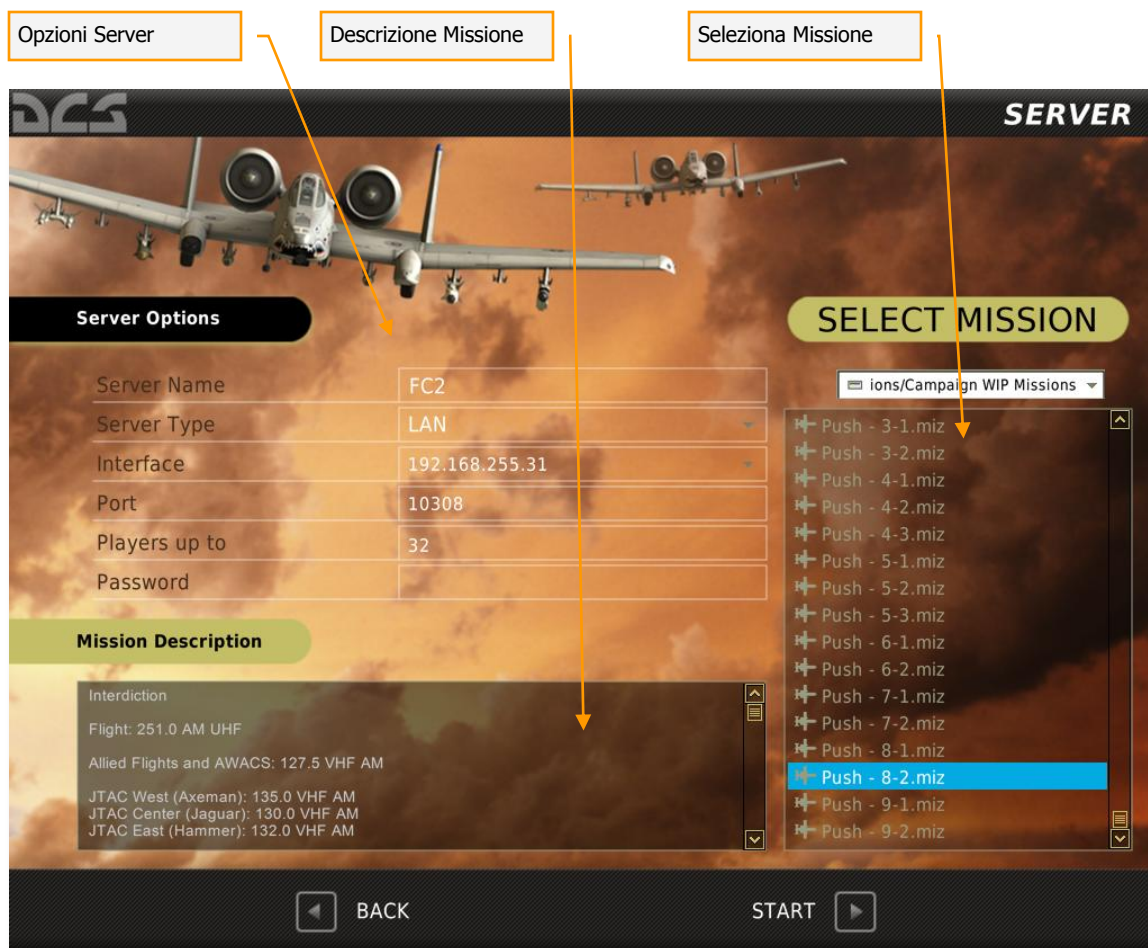 Opzioni Server
Descrizione Missione
Seleziona Missione
DCS
SERVER
Server Options
Server Name
FC2
Server Type
LAN
Interface
192.168.255.31
Port
10308
Players up to
32
Password
Mission Description
Interdiction
Flight: 251.0 AM UHF
Allied Flights and AWACS: 127.5 VHF AM
JTAC West (Axeman): 135.0 VHF AM
JTAC Center (Jaguar): 130.0 VHF AM
JTAC East (Hammer): 132.0 VHF AM
SELECT MISSION
ions/Campaign WIP Missions
Push - 3-1.miz
Push - 3-2.miz
Push - 4-1.miz
Push - 4-2.miz
Push - 4-3.miz
Push - 5-1.miz
Push - 5-2.miz
Push - 5-3.miz
Push - 6-1.miz
Push - 6-2.miz
Push - 7-1.miz
Push - 7-2.miz
Push - 8-1.miz
Push - 8-2.miz
Push - 9-1.miz
Push - 9-2.miz
BACK
START